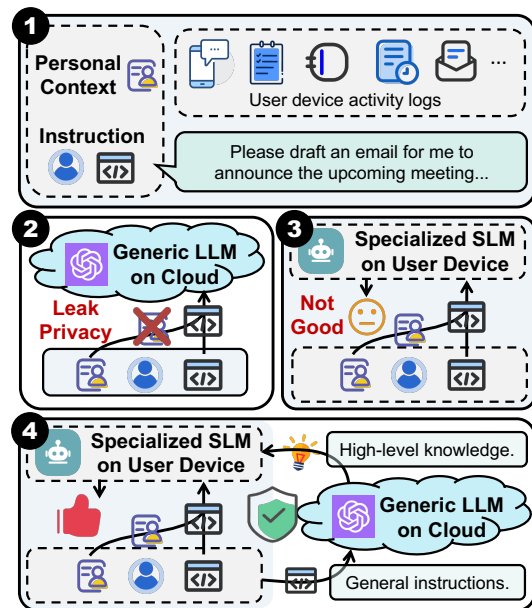 1
Personal
Context
User device activity logs
...
Instruction
</>
Please draft an email for me to
announce the upcoming meeting...
2
Generic LLM
on Cloud
Leak
Privacy
</>
</>
3
Specialized SLM
on User Device
Not
Good
</>
</>
4
Specialized SLM
on User Device
</>
</>
High-level knowledge.
Generic LLM
on Cloud
</>
General instructions.